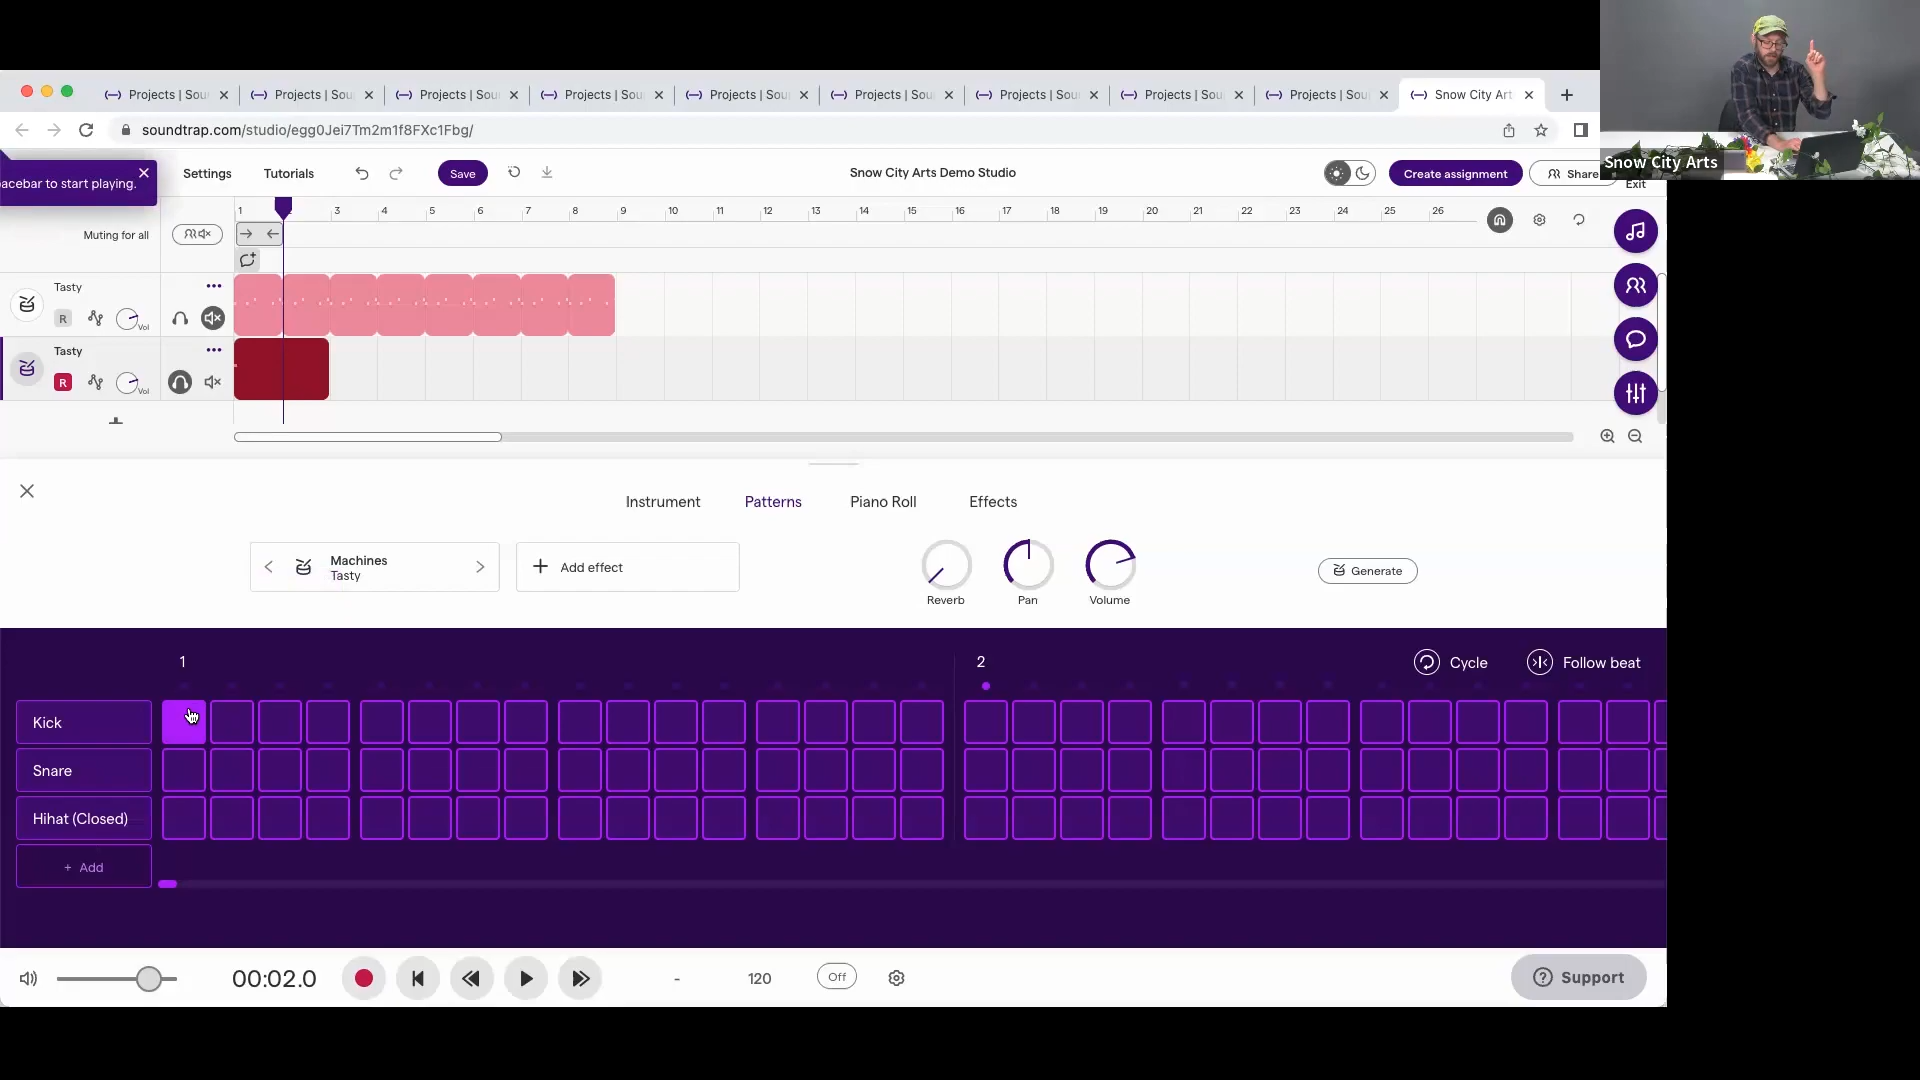 Projects | Sou
Projects | Sou
Projects | Sou
Projects | Sou
Projects | Sou
Projects | Sou
Projects | Sou
Projects | Sou
Projects | Sou
Snow City Art
soundtrap.com/studio/egg0Jei7Tm2m1f8FXc1Fbg/
Snow City Arts
acebar to start playing.
Settings
Tutorials
Save
Snow City Arts Demo Studio
Create assignment
Share
Exit
1 3 4 5 6 7 8 9 10 11 12 13 14 15 16 17 18 19 20 21 22 23 24 25 26
Muting for all
Tasty
R
Vol
Tasty
R
Vol
Instrument
Patterns
Piano Roll
Effects
Machines
Tasty
Add effect
Reverb
Pan
Volume
Generate
1
2
Cycle
Follow beat
Kick
Snare
Hihat (Closed)
+ Add
00:02.0
-
120
Off
Support